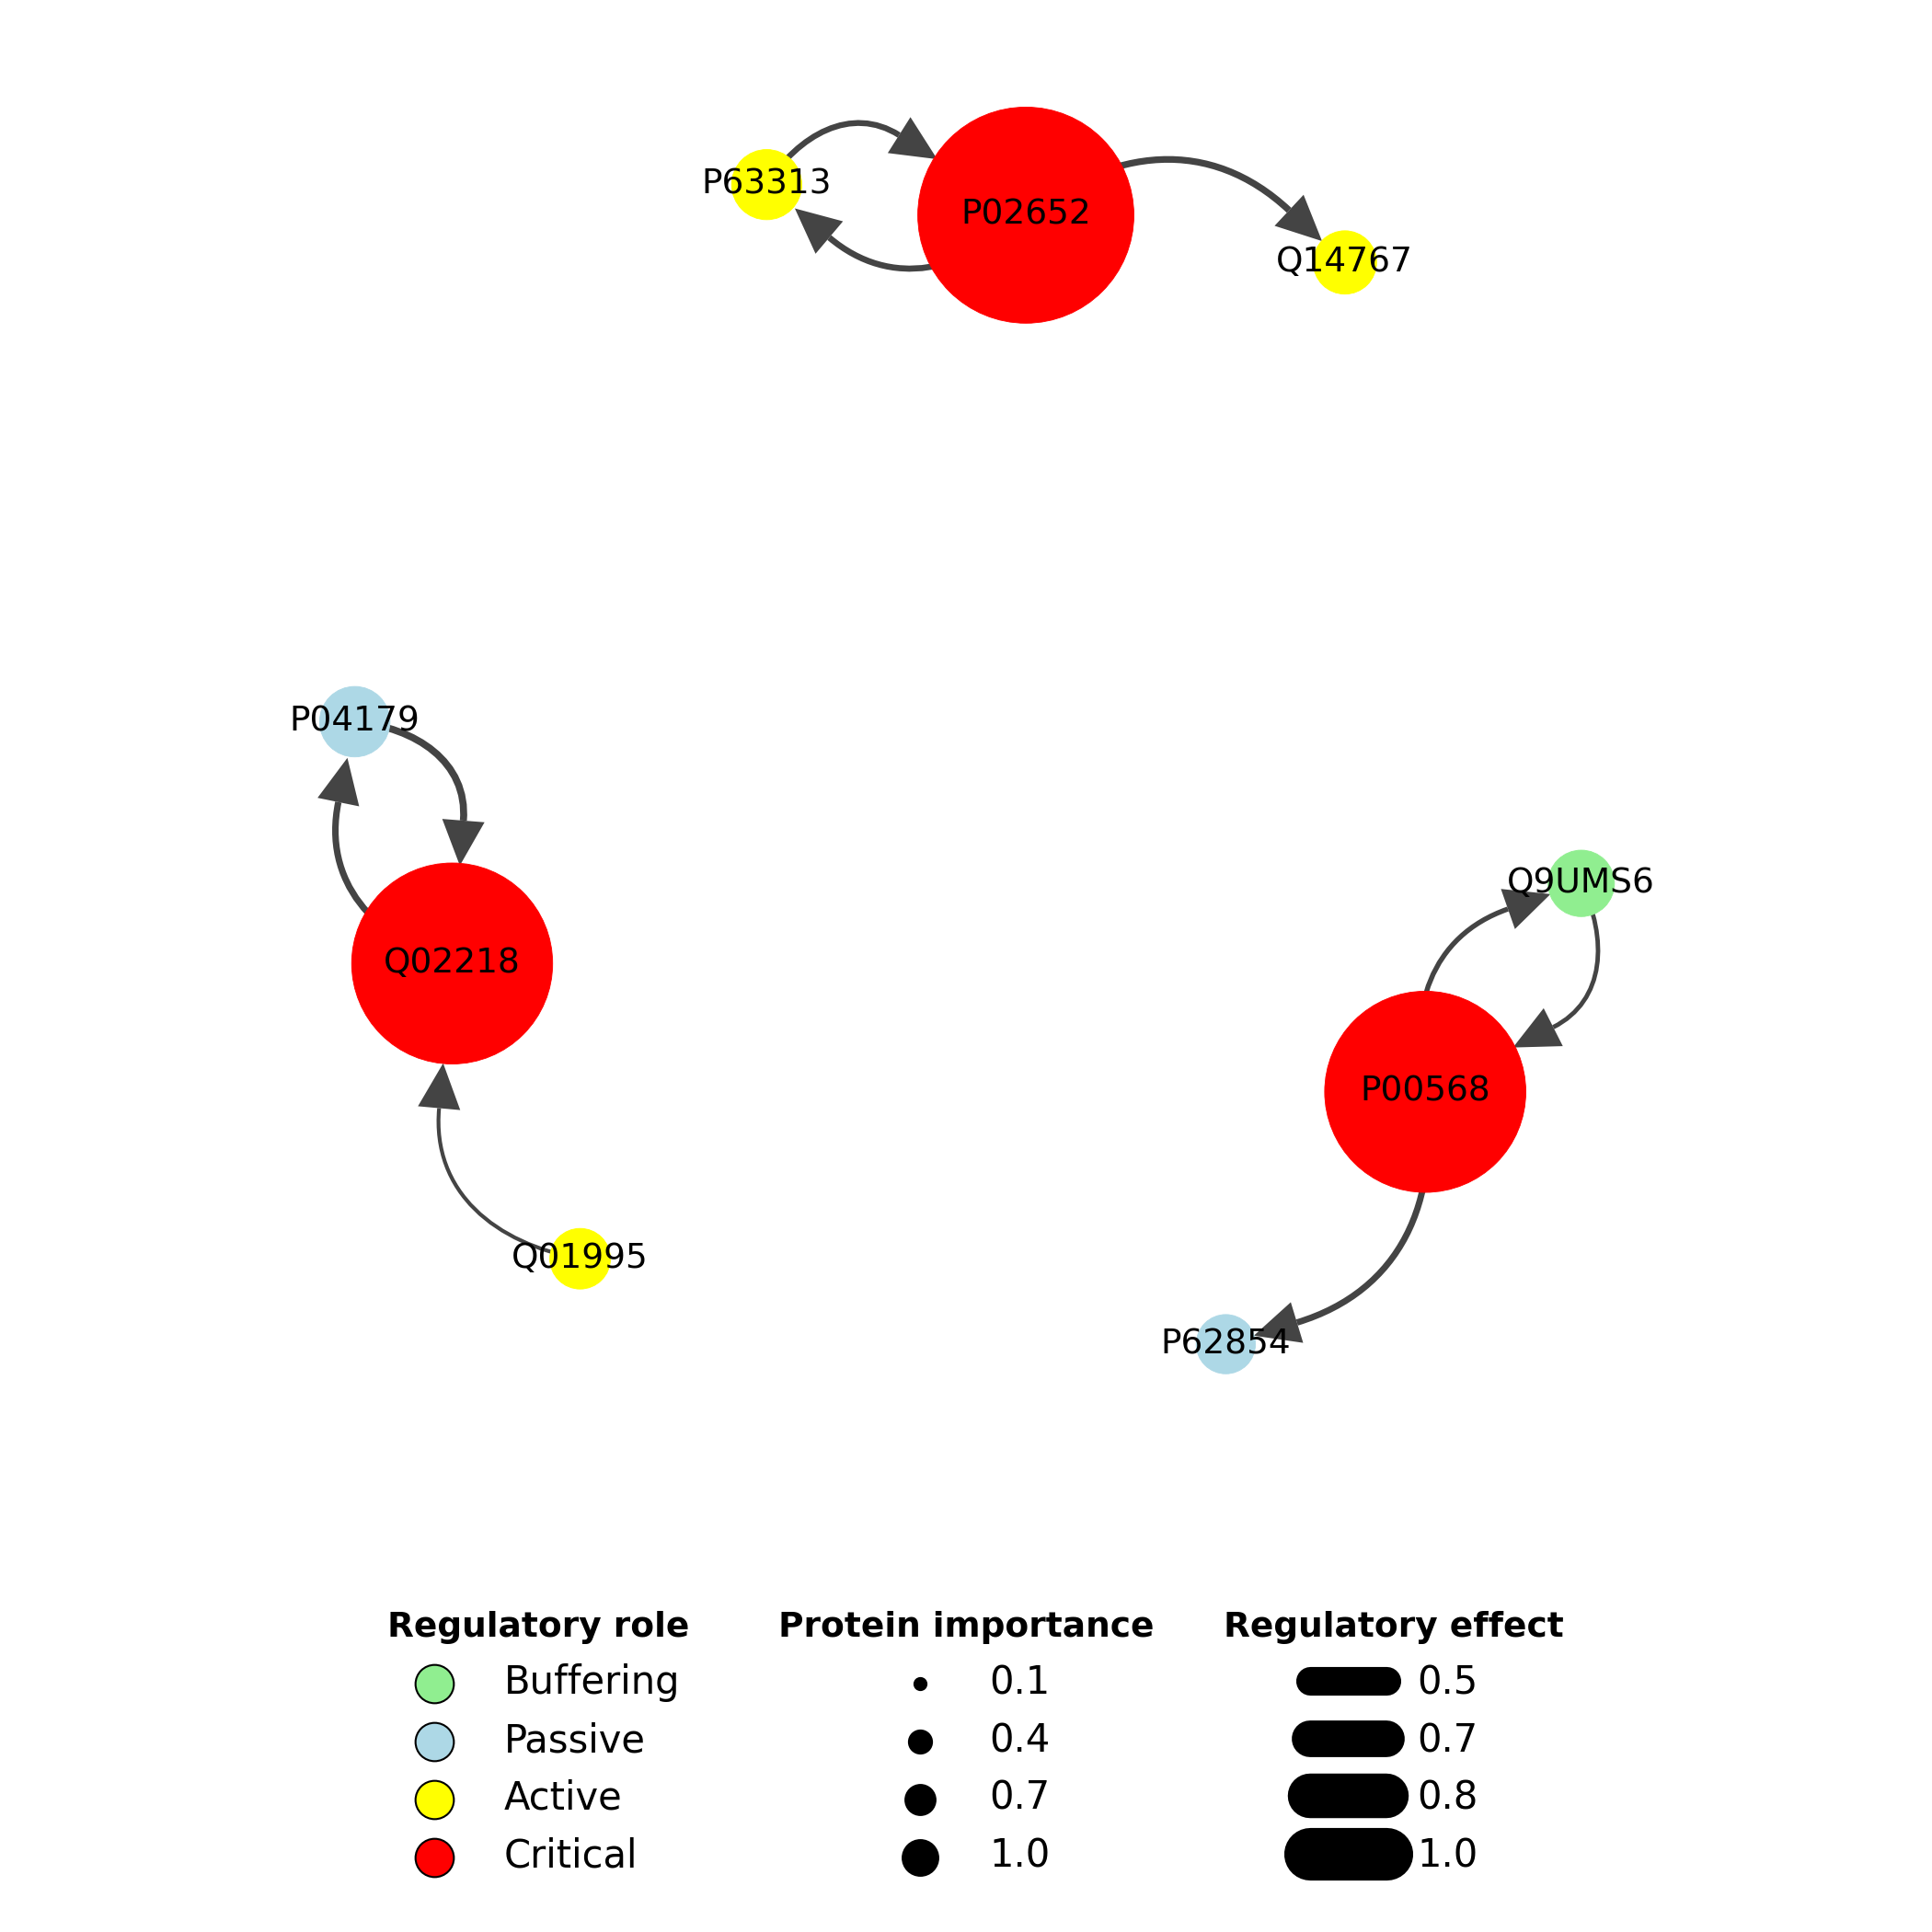 P63313
P02652
Q14767
P04179
Q9UMS6
Q02218
P00568
Q01995
P62854
Regulatory role
Buffering
Passive
Active
Critical
Protein importance
0.1
0.4
0.7
1.0
Regulatory effect
0.5
0.7
0.8
1.0